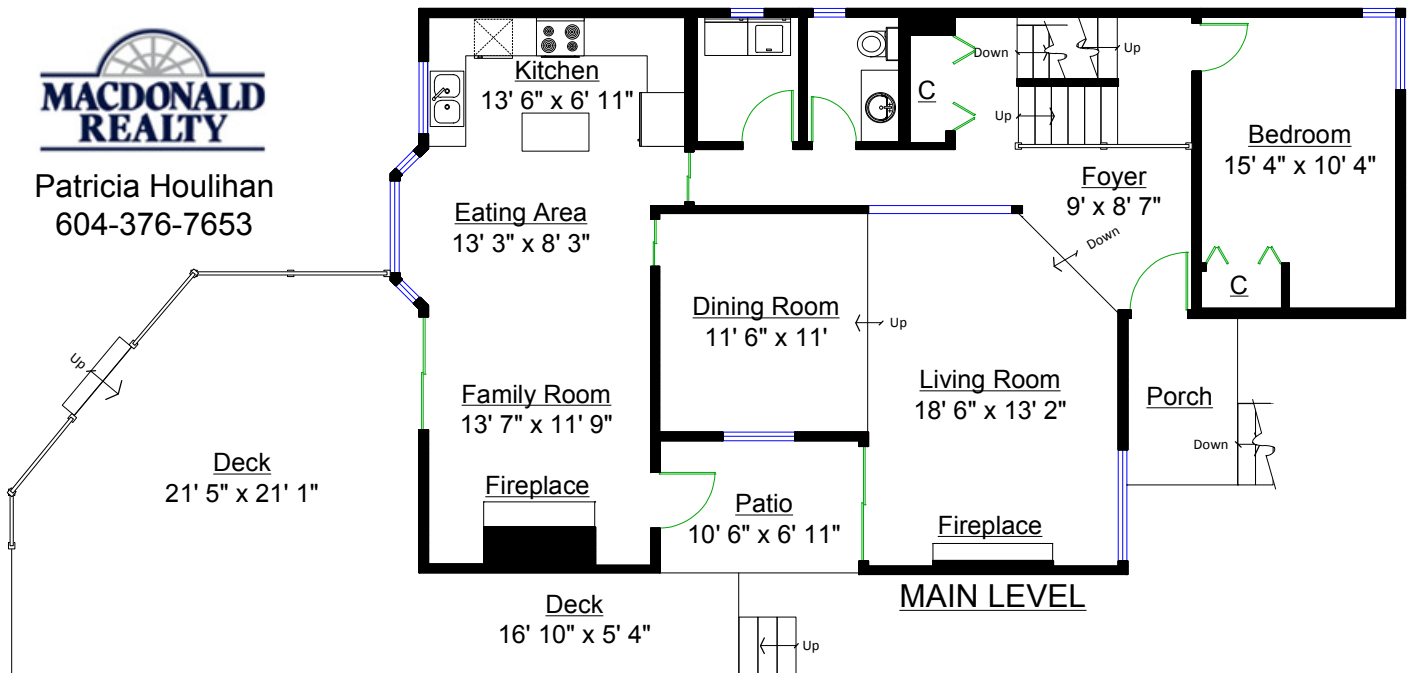 MACDONALD
REALTY
Patricia Houlihan
604-376-7653
Kitchen
13' 6" x 6' 11"
C
Down
Up
Up
Bedroom
15' 4" x 10' 4"
Foyer
9' x 8' 7"
Eating Area
13' 3" x 8' 3"
Down
C
Dining Room
11' 6" x 11'
Up
Up
Family Room
13' 7" x 11' 9"
Living Room
18' 6" x 13' 2"
Porch
Down
Deck
21' 5" x 21' 1"
Fireplace
Patio
10' 6" x 6' 11"
Fireplace
MAIN LEVEL
Deck
16' 10" x 5' 4"
Up